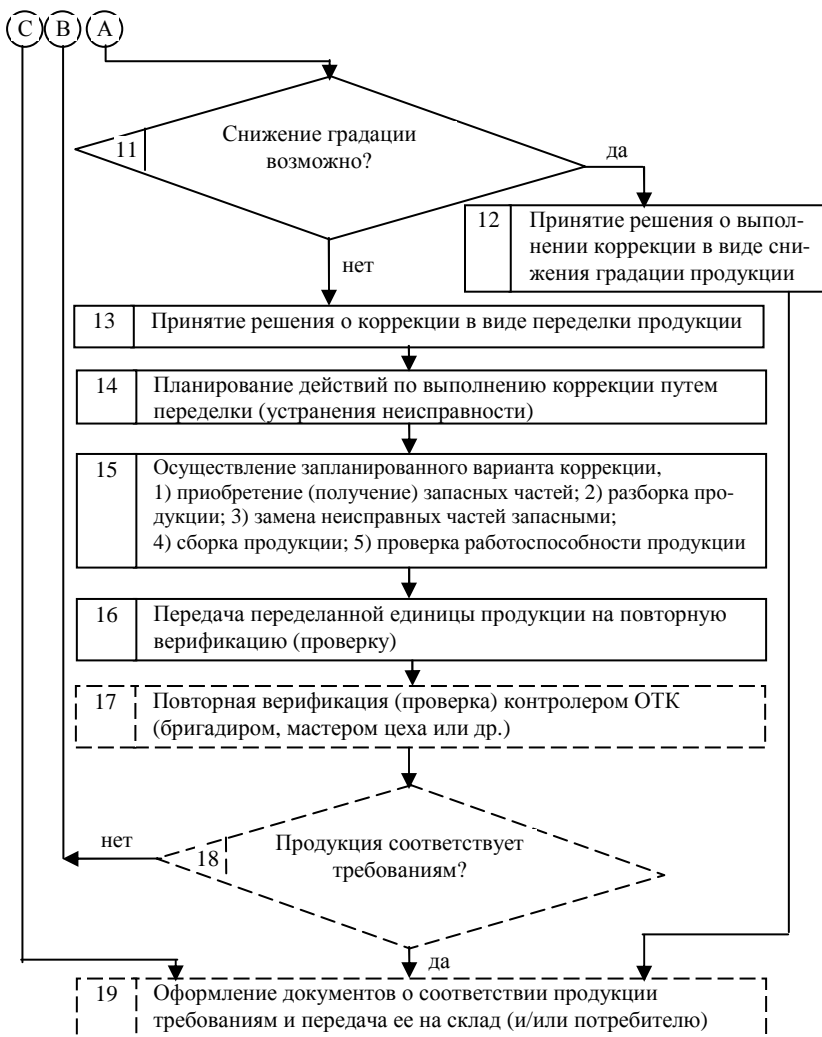 С В А
11
Снижение градации
возможно?
да
нет
12 Принятие решения о выпол-
нении коррекции в виде сни-
жения градации продукции
13 Принятие решения о коррекции в виде переделки продукции
14 Планирование действий по выполнению коррекции путем
переделки (устранения неисправности)
15 Осуществление запланированного варианта коррекции,
1) приобретение (получение) запасных частей; 2) разборка про-
дукции; 3) замена неисправных частей запасными;
4) сборка продукции; 5) проверка работоспособности продукции
16 Передача переделанной единицы продукции на повторную
верификацию (проверку)
17 Повторная верификация (проверка) контролером ОТК
(бригадиром, мастером цеха или др.)
нет
18
Продукция соответствует
требованиям?
да
19 Оформление документов о соответствии продукции
требованиям и передача ее на склад (и/или потребителю)